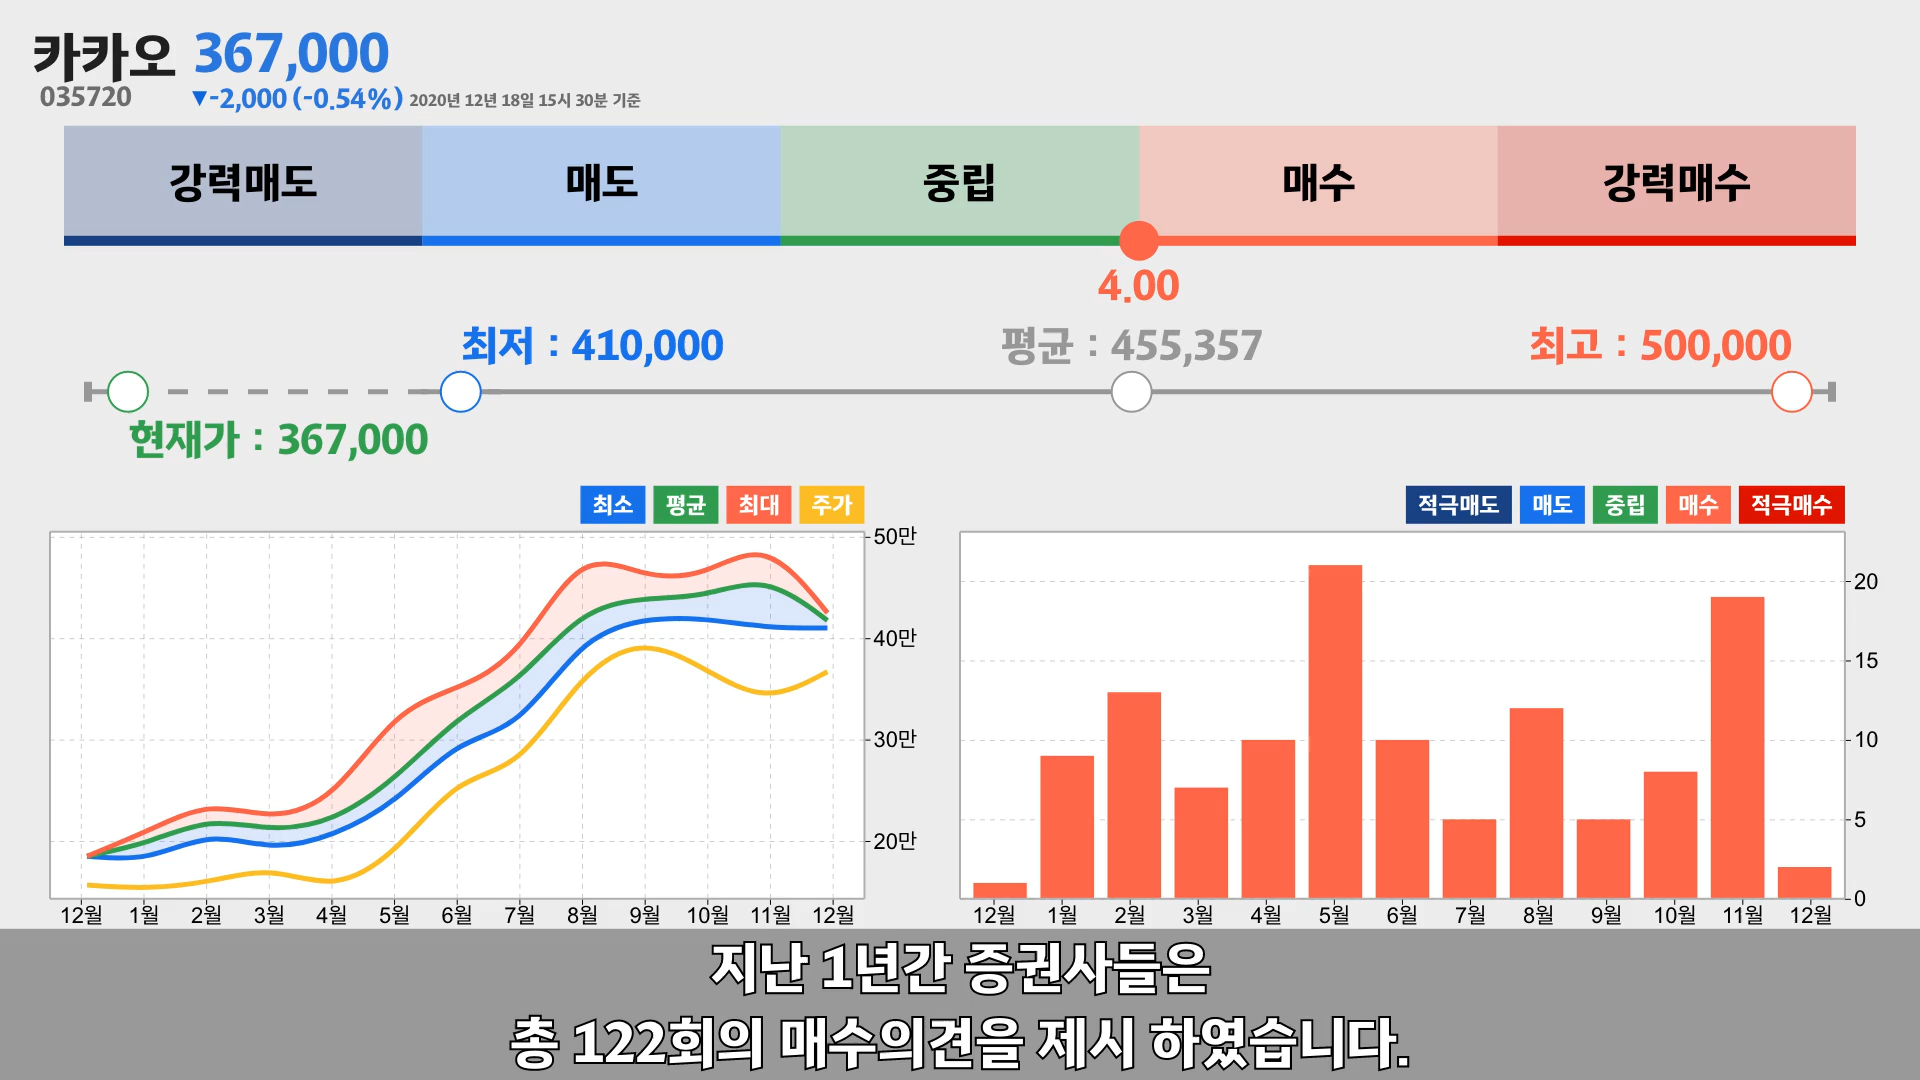 카카오 367,000
035720 ▼-2,000 (-0.54%) 2020년 12년 18일 15시 30분 기준
강력매도 매도 중립 매수 강력매수
4.00
최저 : 410,000 평균 : 455,357 최고 : 500,000
현재가 : 367,000
최소 평균 최대 주가
50만
40만
30만
20만
12월 1월 2월 3월 4월 5월 6월 7월 8월 9월 10월 11월 12월
적극매도 매도 중립 매수 적극매수
20
15
10
5
0
12월 1월 2월 3월 4월 5월 6월 7월 8월 9월 10월 11월 12월
지난 1년간 증권사들은
총 122회의 매수의견을 제시 하였습니다.